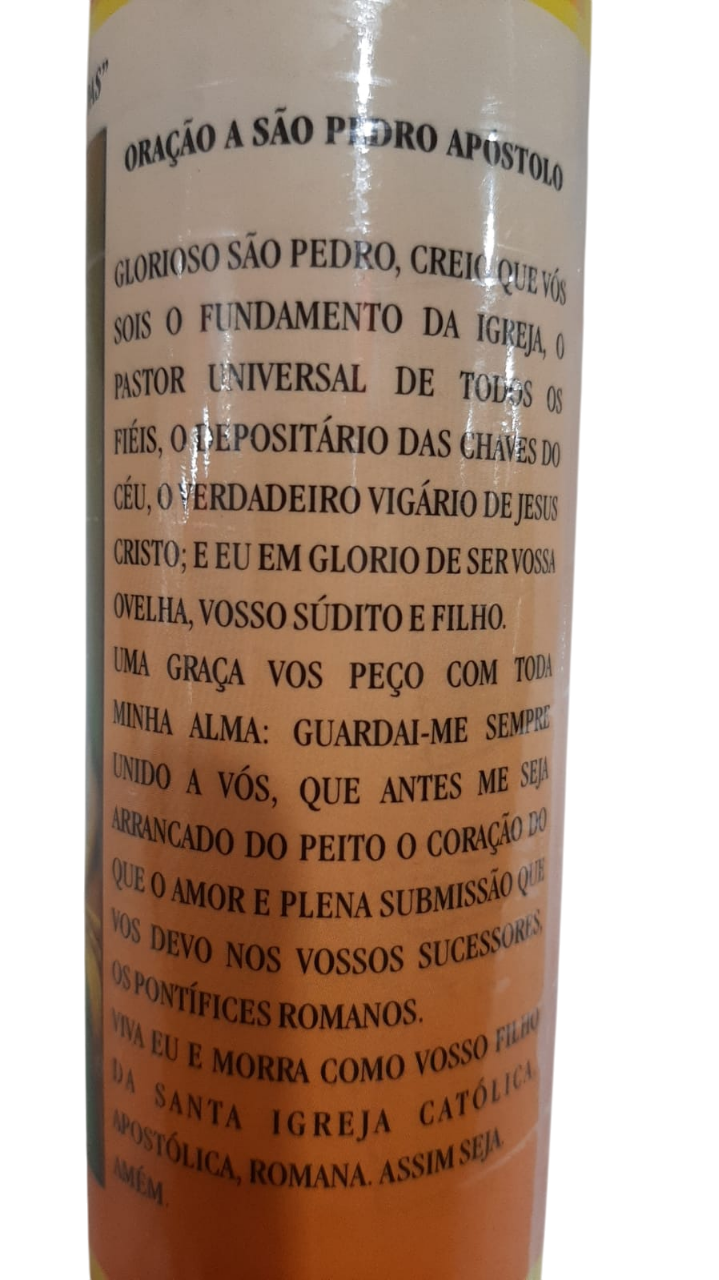 ORAÇÃO A SÃO PEDRO APÓSTOLO
GLORIOSO SÃO PEDRO, CREIO QUE VÓS
SOIS O FUNDAMENTO DA IGREJA, O
PASTOR UNIVERSAL DE TODOS OS
FIÉIS, O DEPOSITÁRIO DAS CHAVES DO
CÉU, O VERDADEIRO VIGÁRIO DE JESUS
CRISTO; E EU EM GLORIO DE SER VOSSA
OVELHA, VOSSO SÚDITO E FILHO.
UMA GRAÇA VOS PEÇO COM TODA
MINHA ALMA: GUARDAI-ME SEMPRE
UNIDO A VÓS, QUE ANTES ME SEJA
ARRANCADO DO PEITO O CORAÇÃO DO
QUE O AMOR E PLENA SUBMISSÃO QUE
VOS DEVO NOS VOSSOS SUCESSORES,
OS PONTÍFICES ROMANOS.
VIVA EU E MORRA COMO VOSSO FILHO
DA SANTA IGREJA CATÓLICA,
APOSTÓLICA, ROMANA. ASSIM SEJA.
AMÉM.